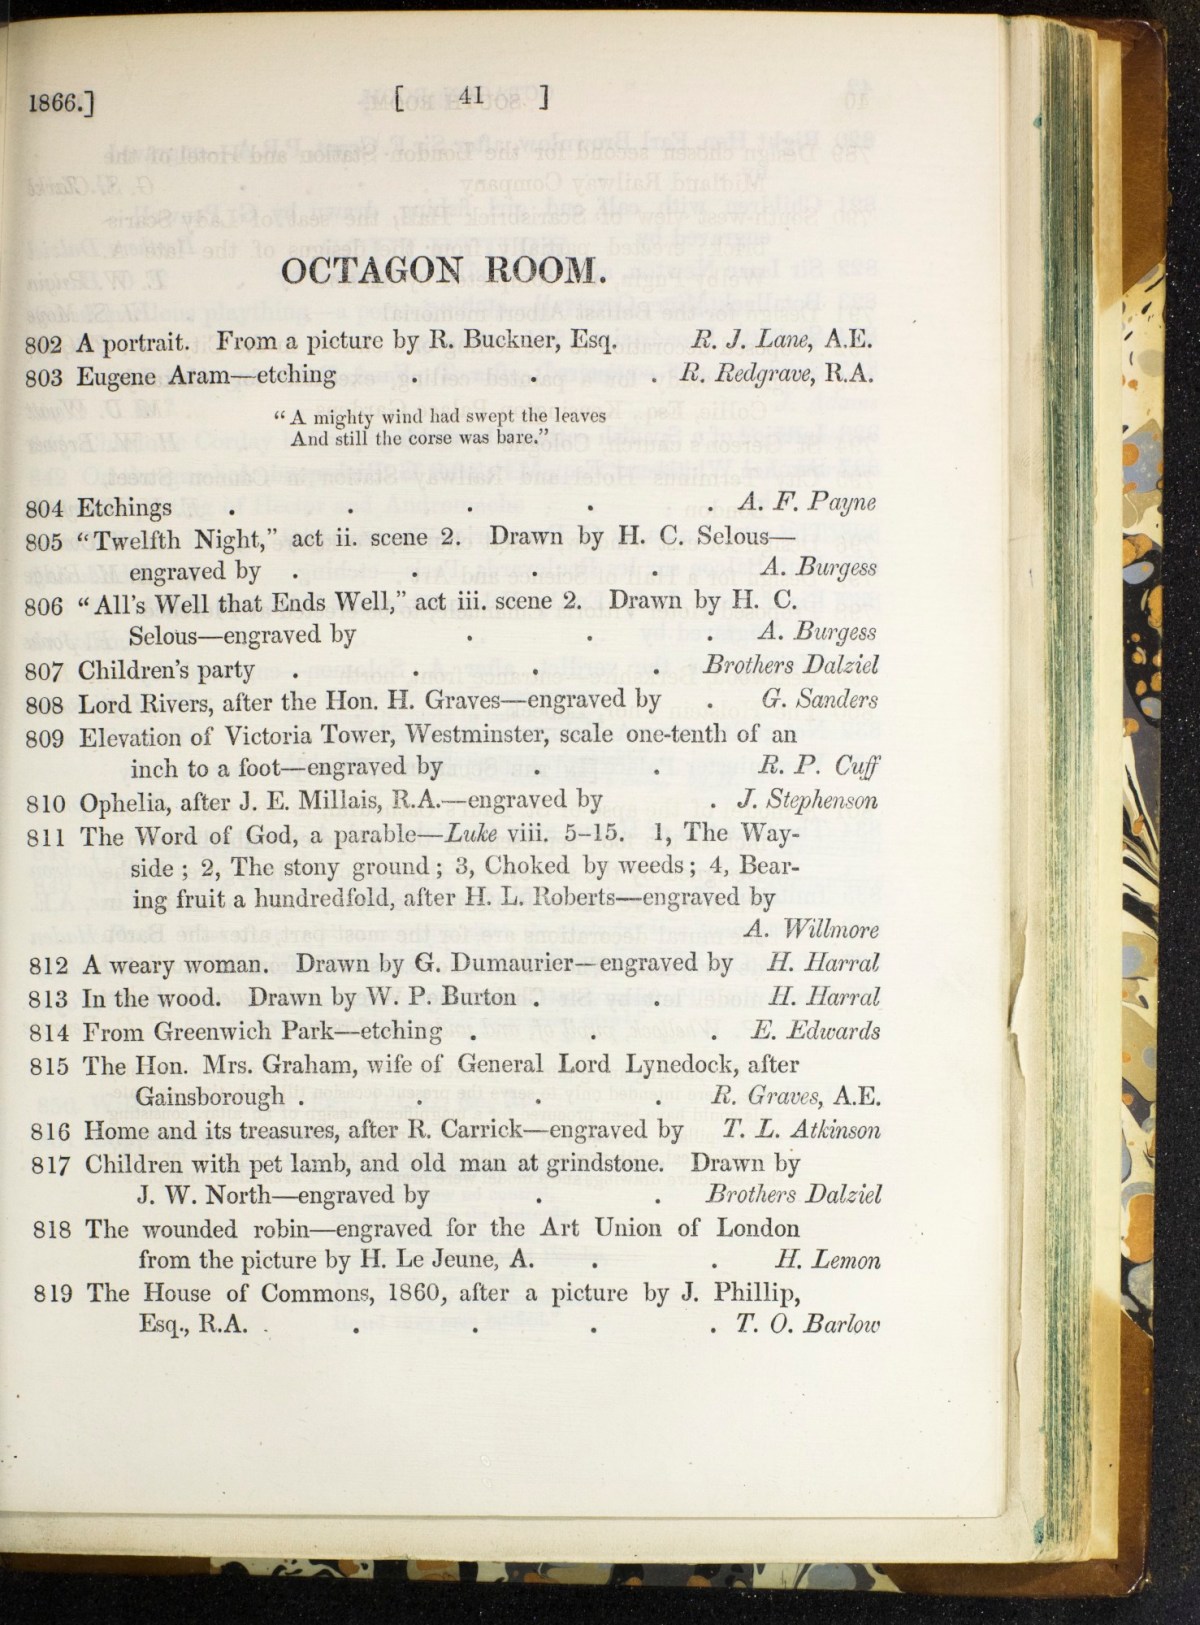 1866.] [ 41 ]
OCTAGON ROOM.
802 A portrait. From a picture by R. Buckner, Esq. R. J. Lane, A.E.
803 Eugene Aram—etching . . . R. Redgrave, R.A.
“A mighty wind had swept the leaves
And still the corse was bare.”
804 Etchings . . . . . A. F. Payne
805 “Twelfth Night,” act ii. scene 2. Drawn by H. C. Selous—
engraved by . . . . A. Burgess
806 “All's Well that Ends Well,” act iii. scene 2. Drawn by H. C.
Selous—engraved by . . . A. Burgess
807 Children's party . . . . Brothers Dalziel
808 Lord Rivers, after the Hon. H. Graves—engraved by . G. Sanders
809 Elevation of Victoria Tower, Westminster, scale one-tenth of an
inch to a foot—engraved by . . R. P. Cuff
810 Ophelia, after J. E. Millais, R.A.—engraved by . J. Stephenson
811 The Word of God, a parable—Luke viii. 5–15. 1, The Way-
side ; 2, The stony ground ; 3, Choked by weeds ; 4, Bear-
ing fruit a hundredfold, after H. L. Roberts—engraved by
A. Willmore
812 A weary woman. Drawn by G. Dumaurier—engraved by H. Harral
813 In the wood. Drawn by W. P. Burton . . H. Harral
814 From Greenwich Park—etching . . . E. Edwards
815 The Hon. Mrs. Graham, wife of General Lord Lynedock, after
Gainsborough . . . . R. Graves, A.E.
816 Home and its treasures, after R. Carrick—engraved by T. L. Atkinson
817 Children with pet lamb, and old man at grindstone. Drawn by
J. W. North—engraved by . . Brothers Dalziel
818 The wounded robin—engraved for the Art Union of London
from the picture by H. Le Jeune, A. . . H. Lemon
819 The House of Commons, 1860, after a picture by J. Phillip,
Esq., R.A. . . . . . T. O. Barlow